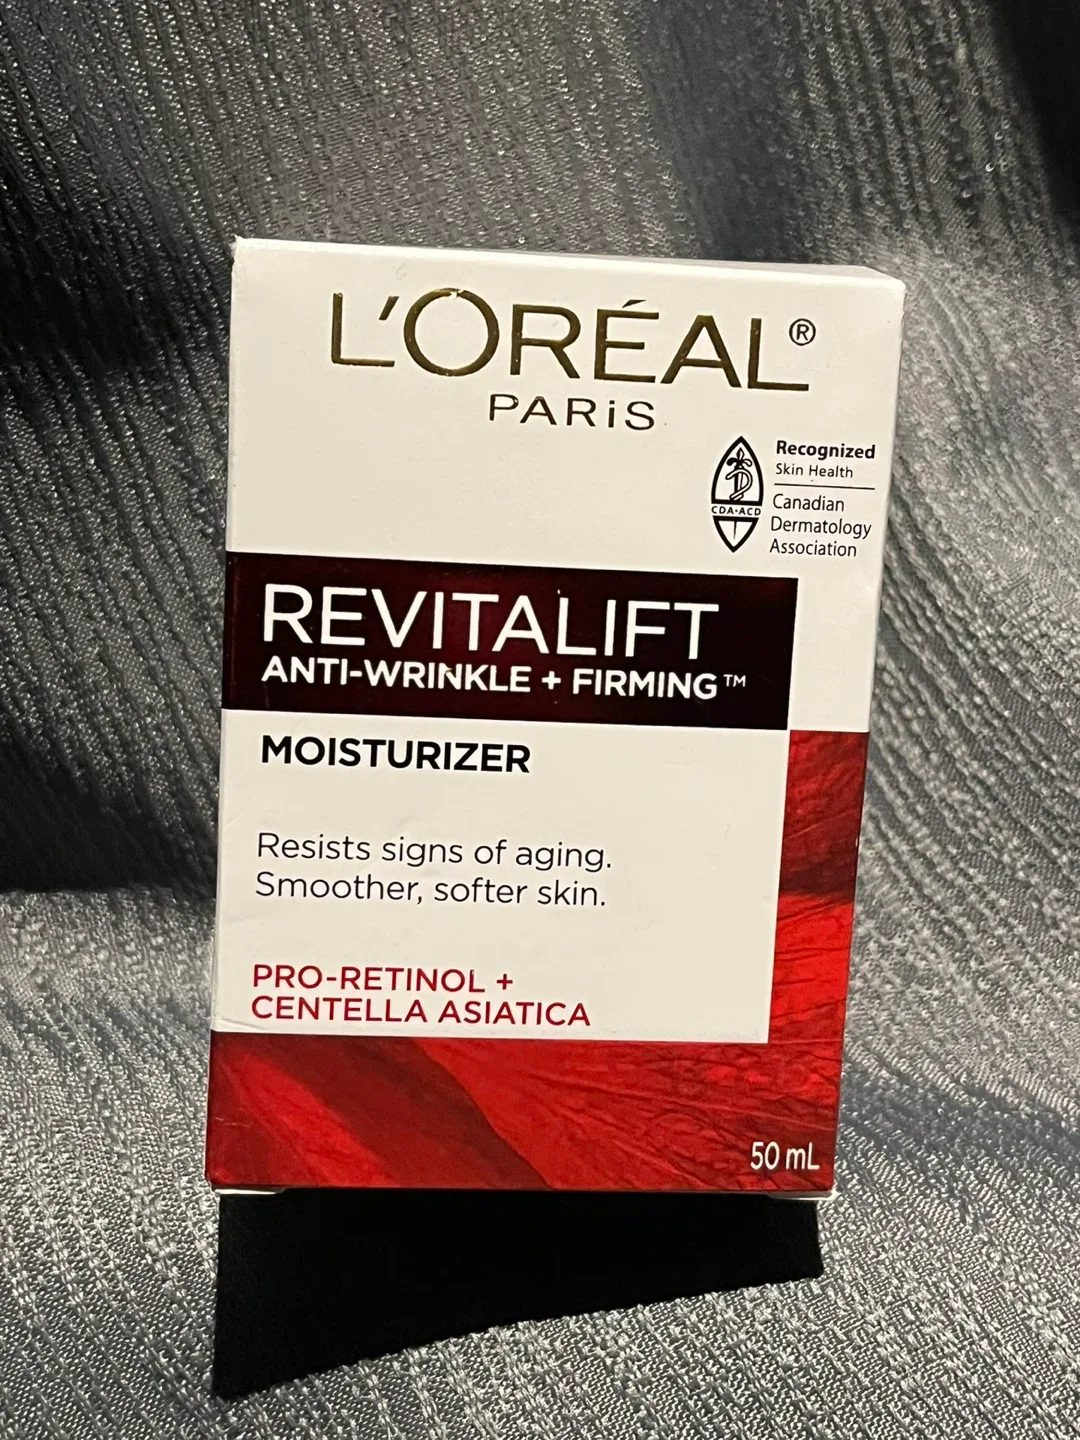 L'ORÉAL®
PARiS
Recognized
Skin Health
Canadian
Dermatology
Association
CDA•ACD
REVITALIFT
ANTI-WRINKLE + FIRMING™
MOISTURIZER
Resists signs of aging.
Smoother, softer skin.
PRO-RETINOL +
CENTELLA ASIATICA
50 mL